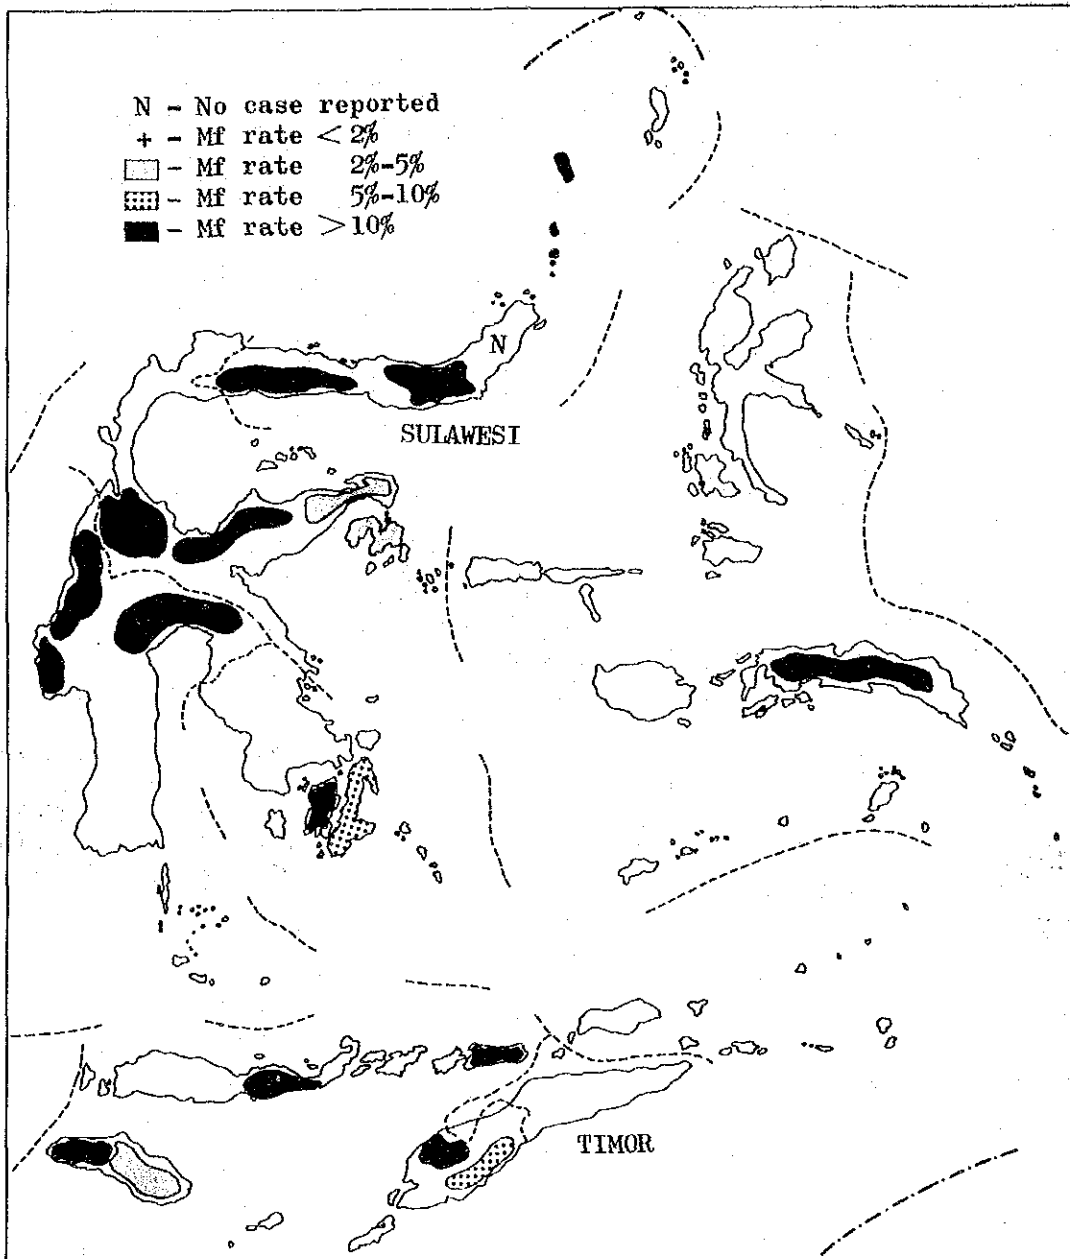 N - No case reported
+ - Mf rate < 2%
- Mf rate 2%-5%
- Mf rate 5%-10%
- Mf rate > 10%
N
SULAWESI
TIMOR